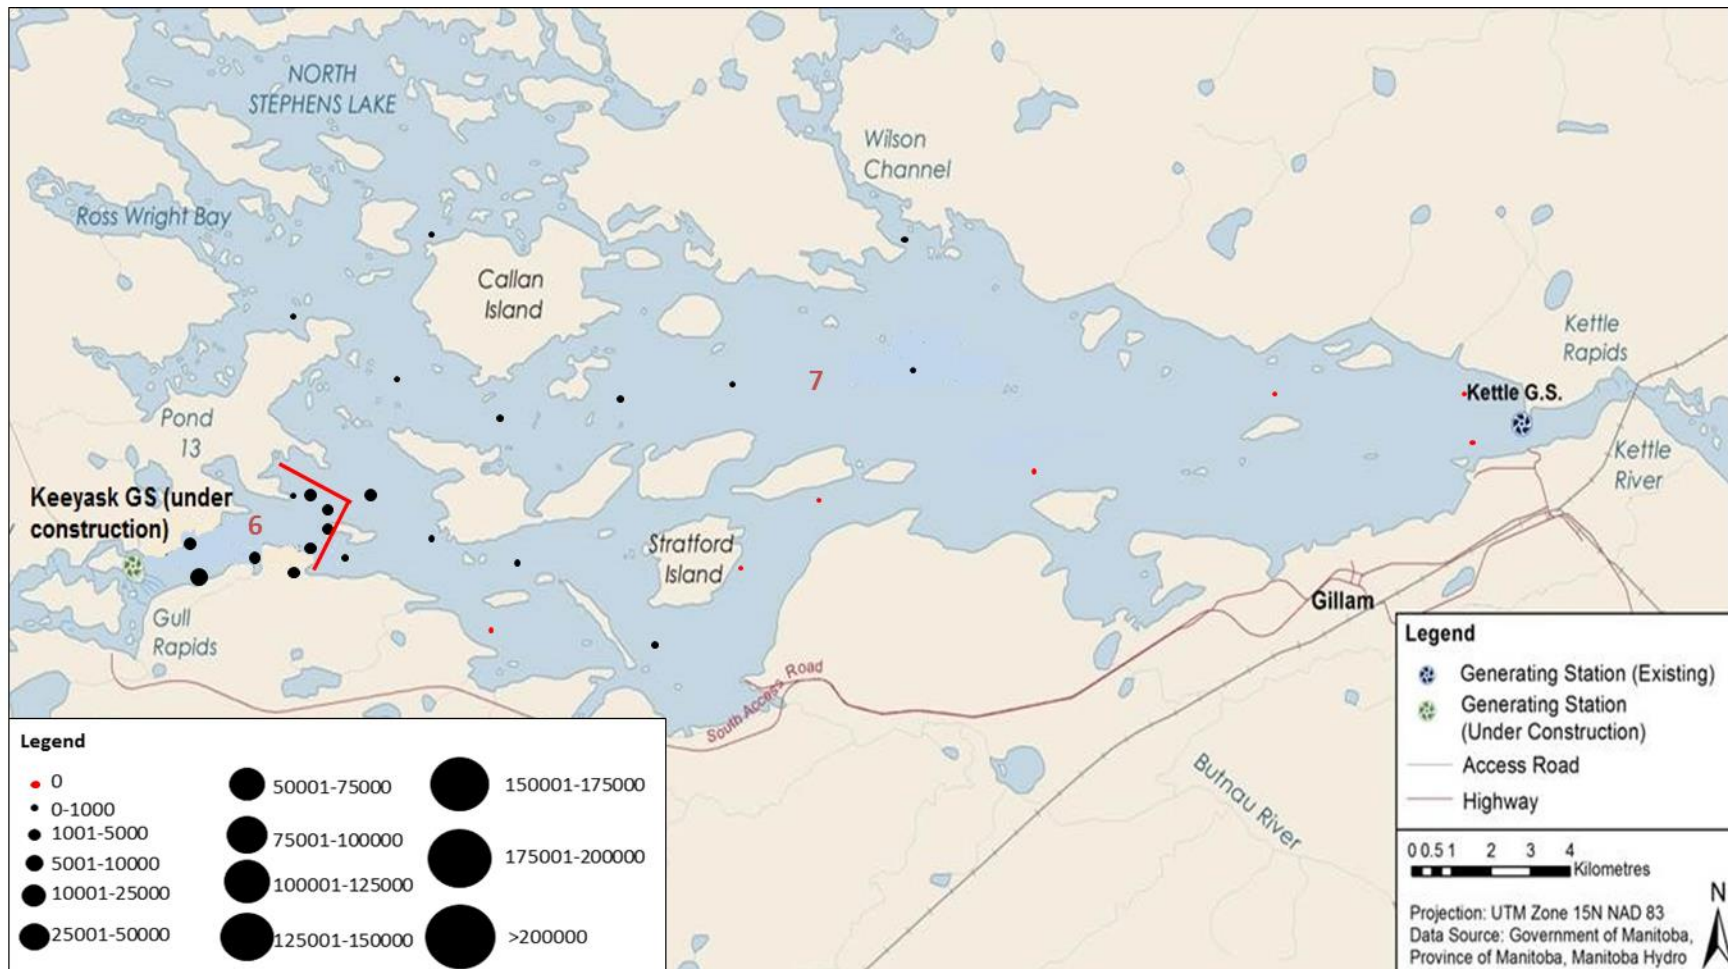 NORTH
STEPHENS LAKE
Wilson
Channel
Ross Wright Bay
Callan
Island
Kettle
Rapids
7
Kettle G.S.
Pond
13
Kettle
River
Keeyask GS (under
construction)
6
Stratford
Island
Gillam
Gull
Rapids
South Access Road
Butnau River
Legend
0
0-1000
1001-5000
5001-10000
10001-25000
25001-50000
50001-75000
75001-100000
100001-125000
125001-150000
150001-175000
175001-200000
>200000
Legend
Generating Station (Existing)
Generating Station
(Under Construction)
Access Road
Highway
0 0.5 1 2 3 4
Kilometres
N
Projection: UTM Zone 15N NAD 83
Data Source: Government of Manitoba,
Province of Manitoba, Manitoba Hydro